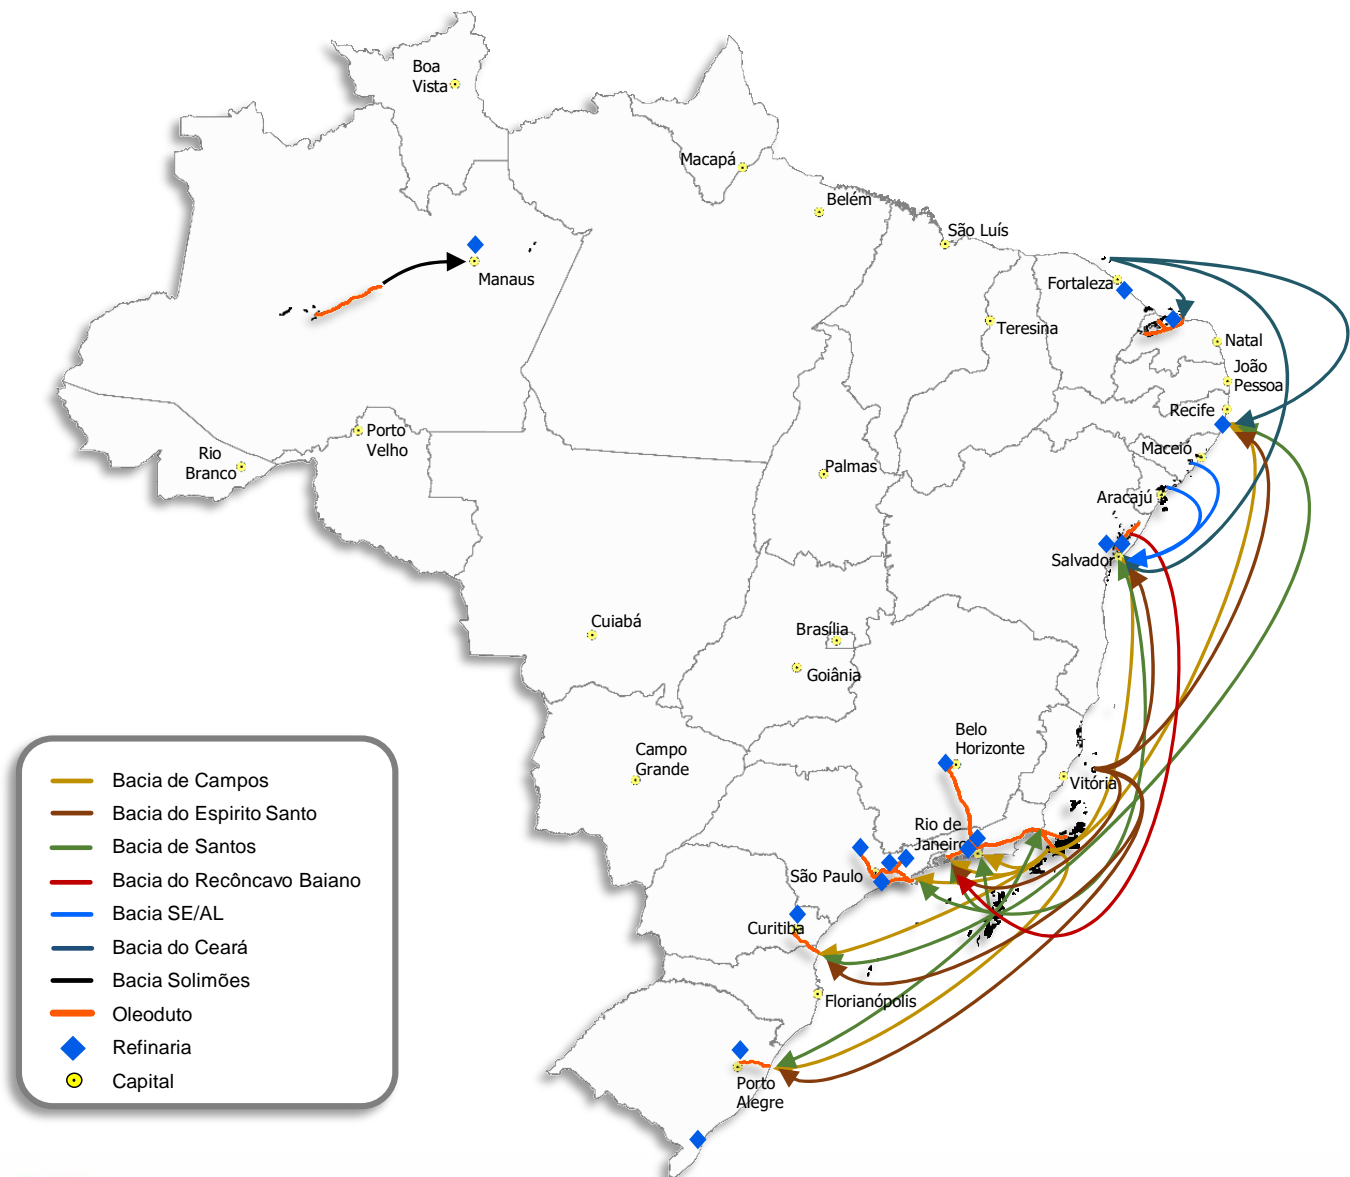 Boa
Vista
Macapá
Belém
São Luís
Manaus
Fortaleza
Teresina
Natal
João
Pessoa
Recife
Porto
Velho
Rio
Branco
Maceió
Palmas
Aracajú
Salvador
Cuiabá
Brasília
Goiânia
Campo
Grande
Belo
Horizonte
Vitória
Rio de
Janeiro
São Paulo
Curitiba
Florianópolis
Porto
Alegre
Bacia de Campos
Bacia do Espirito Santo
Bacia de Santos
Bacia do Recôncavo Baiano
Bacia SE/AL
Bacia do Ceará
Bacia Solimões
Oleoduto
Refinaria
Capital